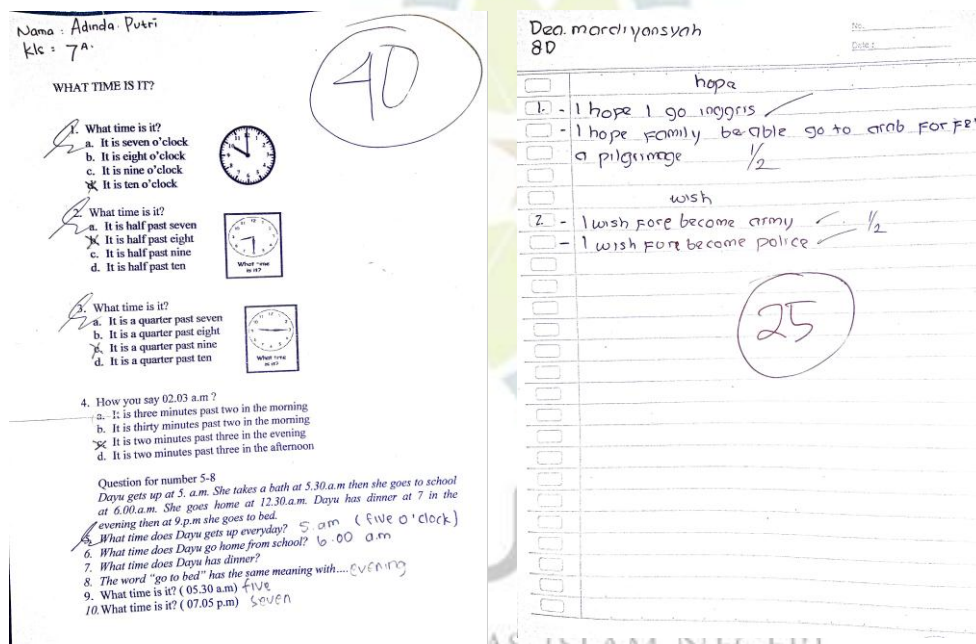 Nama : Adinda Putri
Kls : 7A.
40
WHAT TIME IS IT?
1. What time is it?
a. It is seven o'clock
b. It is eight o'clock
c. It is nine o'clock
d. It is ten o'clock
2. What time is it?
a. It is half past seven
b. It is half past eight
c. It is half past nine
d. It is half past ten
What time
is it?
3. What time is it?
a. It is a quarter past seven
b. It is a quarter past eight
c. It is a quarter past nine
d. It is a quarter past ten
What time
is it?
4. How you say 02.03 a.m ?
a. It is three minutes past two in the morning
b. It is thirty minutes past two in the morning
c. It is two minutes past three in the evening
d. It is two minutes past three in the afternoon
Question for number 5-8
Dayu gets up at 5. a.m. She takes a bath at 5.30.a.m then she goes to school
at 6.00.a.m. She goes home at 12.30.a.m. Dayu has dinner at 7 in the
evening then at 9.p.m she goes to bed.
5. What time does Dayu gets up everyday? 5.am (five o'clock)
6. What time does Dayu go home from school? 6.00 a.m
7. What time does Dayu has dinner?
8. The word "go to bed" has the same meaning with.... Evening
9. What time is it? ( 05.30 a.m) five
10. What time is it? ( 07.05 p.m) Seven
Dea. mardiyansyah
8D
No.
Date :
hope
1. - I hope I go inggris
- I hope family be able go to arab For
a pilgrimage 1/2
wish
2. - I wish Fore become army 1/2
- I wish Fore become police
25